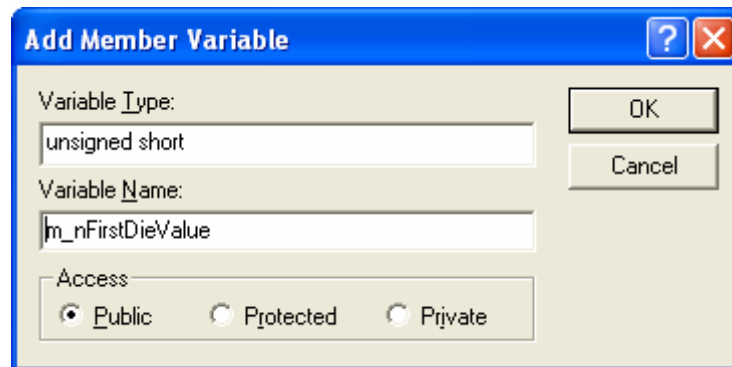 Add Member Variable
Variable Type:
OK
unsigned short
Cancel
Variable Name:
m_nFirstDieValue
Access
Public Protected Private